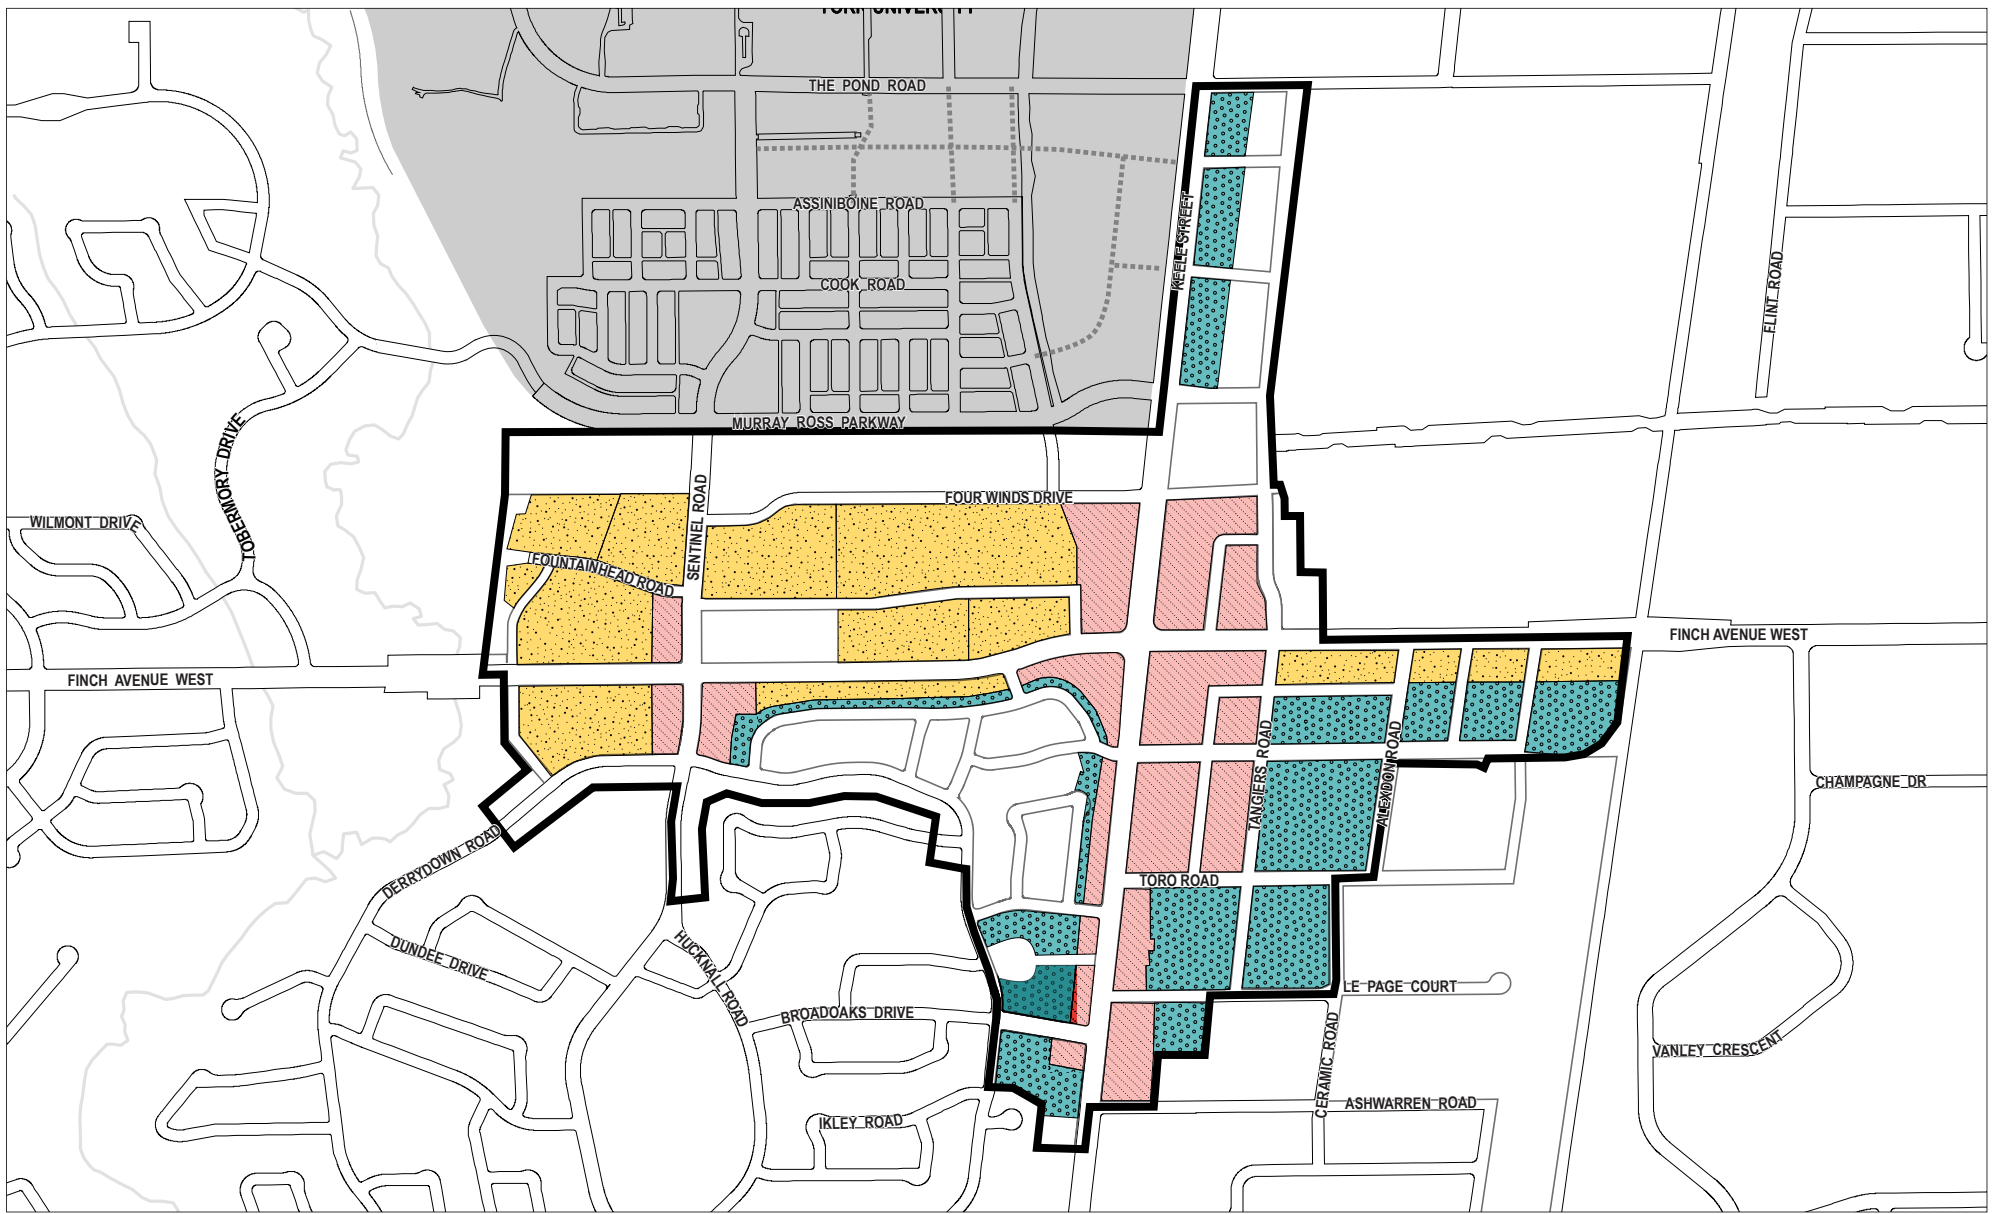 YORK UNIVERSITY
THE POND ROAD
ASSINIBOINE ROAD
KEELE STREET
COOK ROAD
FLINT ROAD
MURRAY ROSS PARKWAY
TOBERMORY DRIVE
SENTINEL ROAD
FOUR WINDS DRIVE
WILMONT DRIVE
FOUNTAINHEAD ROAD
FINCH AVENUE WEST
FINCH AVENUE WEST
TANGIERS ROAD
ALEXDON ROAD
CHAMPAGNE DR
DERRYDOWN ROAD
TORO ROAD
DUNDEE DRIVE
HUCKNALL ROAD
LE PAGE COURT
BROADOAKS DRIVE
CERAMIC ROAD
VANLEY CRESCENT
ASHWARREN ROAD
IKLEY ROAD